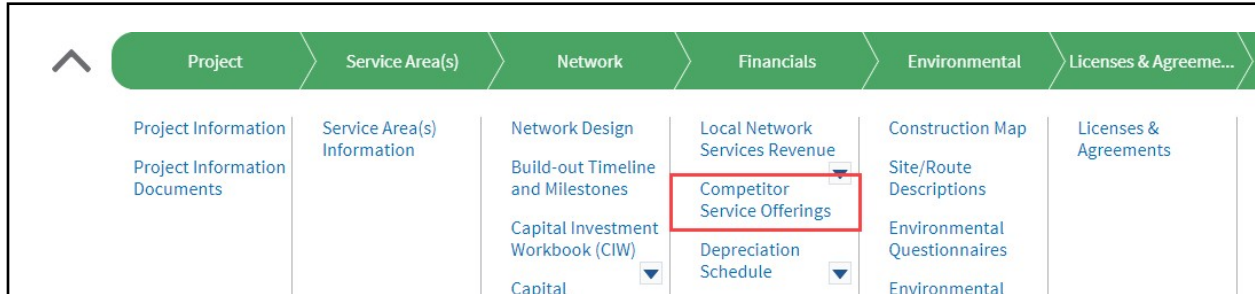 Project
Service Area(s)
Network
Financials
Environmental
Licenses & Agreeme...
Project Information
Project Information
Documents
Service Area(s)
Information
Network Design
Build-out Timeline
and Milestones
Capital Investment
Workbook (CIW)
Capital
Local Network
Services Revenue
Competitor
Service Offerings
Depreciation
Schedule
Construction Map
Site/Route
Descriptions
Environmental
Questionnaires
Environmental
Licenses &
Agreements